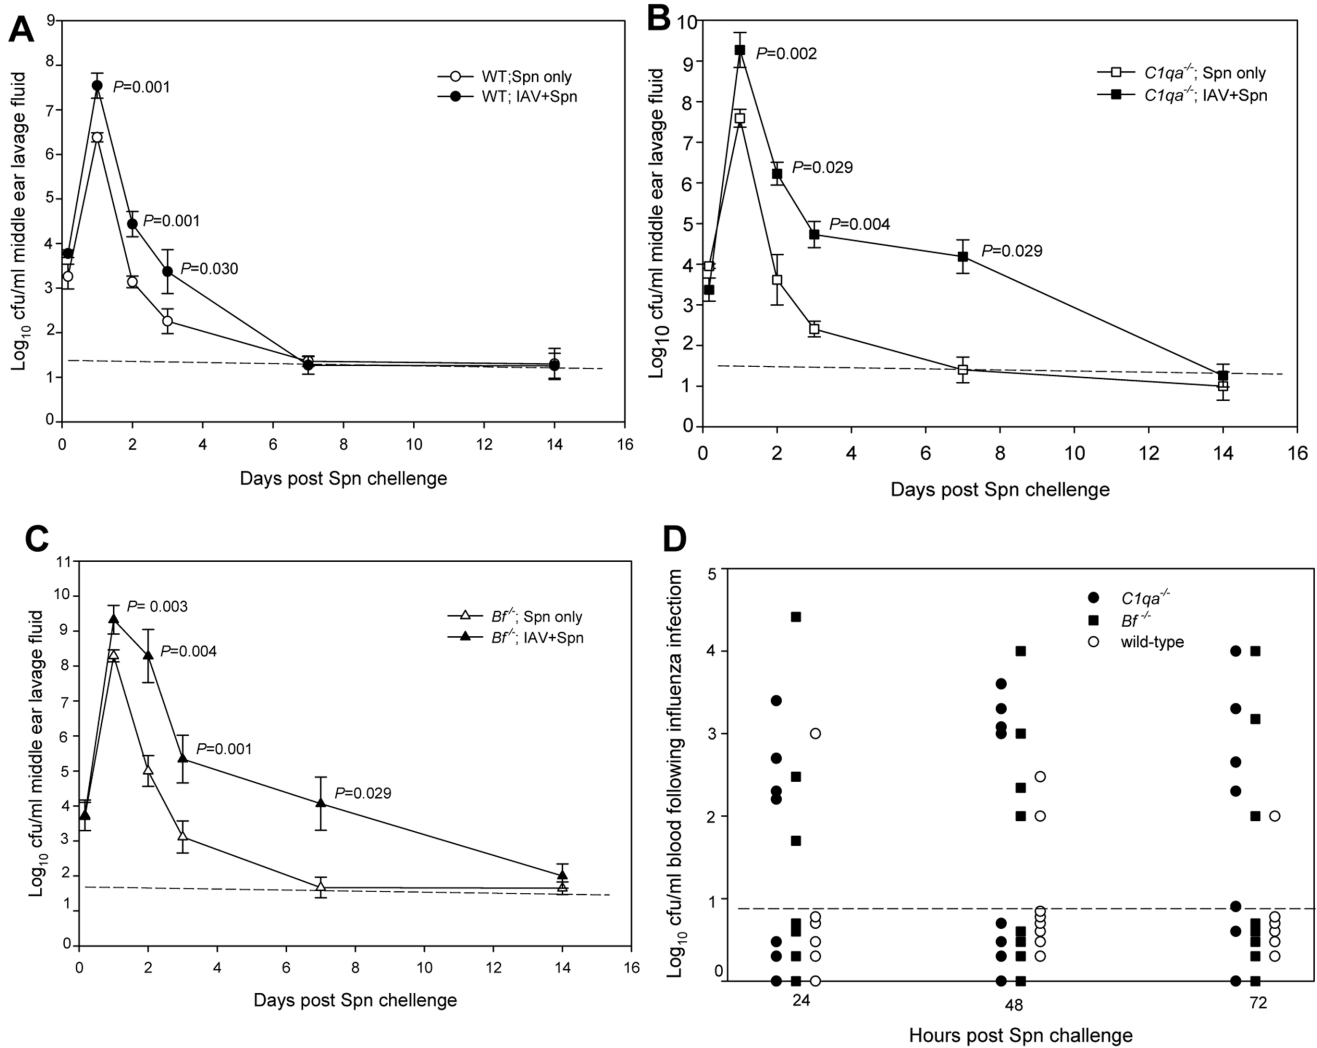 A
Log10 cfu/ml middle ear lavage fluid
9
8
7
6
5
4
3
2
1
0
P=0.001
P=0.001
P=0.030
WT;Spn only
WT; IAV+Spn
0 2 4 6 8 10 12 14 16
Days post Spn chellenge
B
Log10 cfu/ml middle ear lavage fluid
10
9
8
7
6
5
4
3
2
1
0
P=0.002
P=0.029
P=0.004
P=0.029
C1qa-/-; Spn only
C1qa-/-; IAV+Spn
0 2 4 6 8 10 12 14 16
Days post Spn chellenge
C
Log10 cfu/ml middle ear lavage fluid
11
10
9
8
7
6
5
4
3
2
1
0
P= 0.003
P=0.004
P=0.001
P=0.029
Bf-/-; Spn only
Bf-/-; IAV+Spn
0 2 4 6 8 10 12 14 16
Days post Spn chellenge
D
Log10 cfu/ml blood following influenza infection
5
4
3
2
1
0
C1qa-/-
Bf -/-
wild-type
24 48 72
Hours post Spn challenge